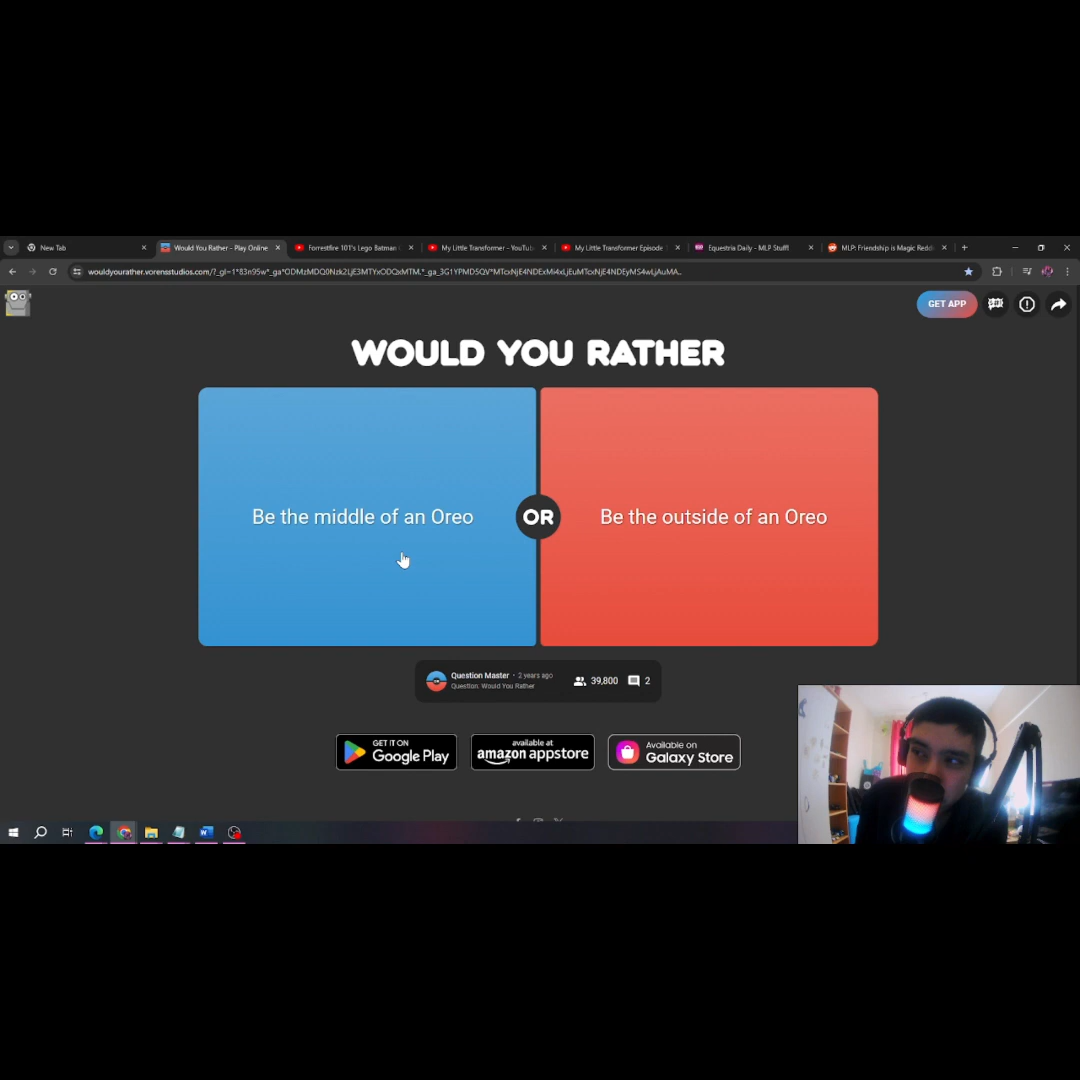 New Tab
Would You Rather - Play Online
Forrestfire 101's Lego Batman
My Little Transformer - YouTub
My Little Transformer Episode
Equestria Daily - MLP Stuff!
MLP: Friendship is Magic Reddi
GET APP
WOULD YOU RATHER
Be the middle of an Oreo
OR
Be the outside of an Oreo
Question Master · 2 years ago
Question: Would You Rather
39,800
2
GET IT ON
Google Play
available at
amazon appstore
Available on
Galaxy Store